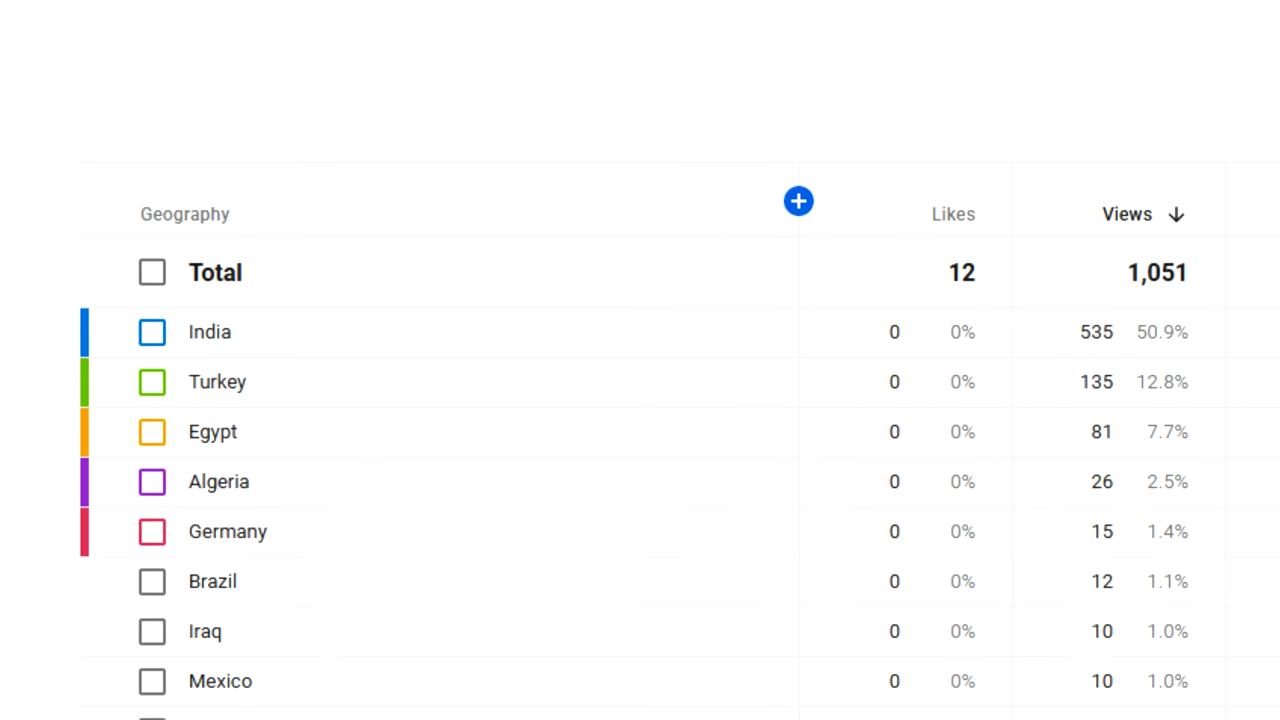 Geography Likes Views
Total 12 1,051
India 0 0% 535 50.9%
Turkey 0 0% 135 12.8%
Egypt 0 0% 81 7.7%
Algeria 0 0% 26 2.5%
Germany 0 0% 15 1.4%
Brazil 0 0% 12 1.1%
Iraq 0 0% 10 1.0%
Mexico 0 0% 10 1.0%